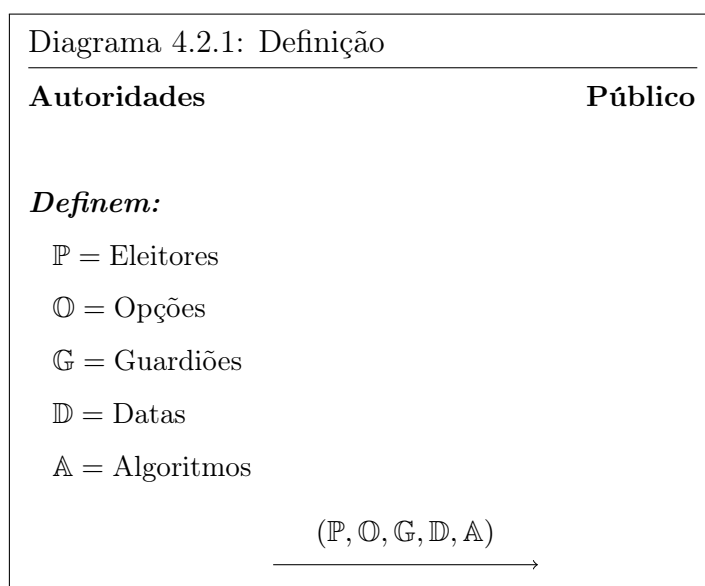 Diagrama 4.2.1: Definição
Autoridades Público
Definem:
ℙ = Eleitores
𝕆 = Opções
𝔾 = Guardiões
𝔻 = Datas
𝔸 = Algoritmos
(ℙ, 𝕆, 𝔾, 𝔻, 𝔸)